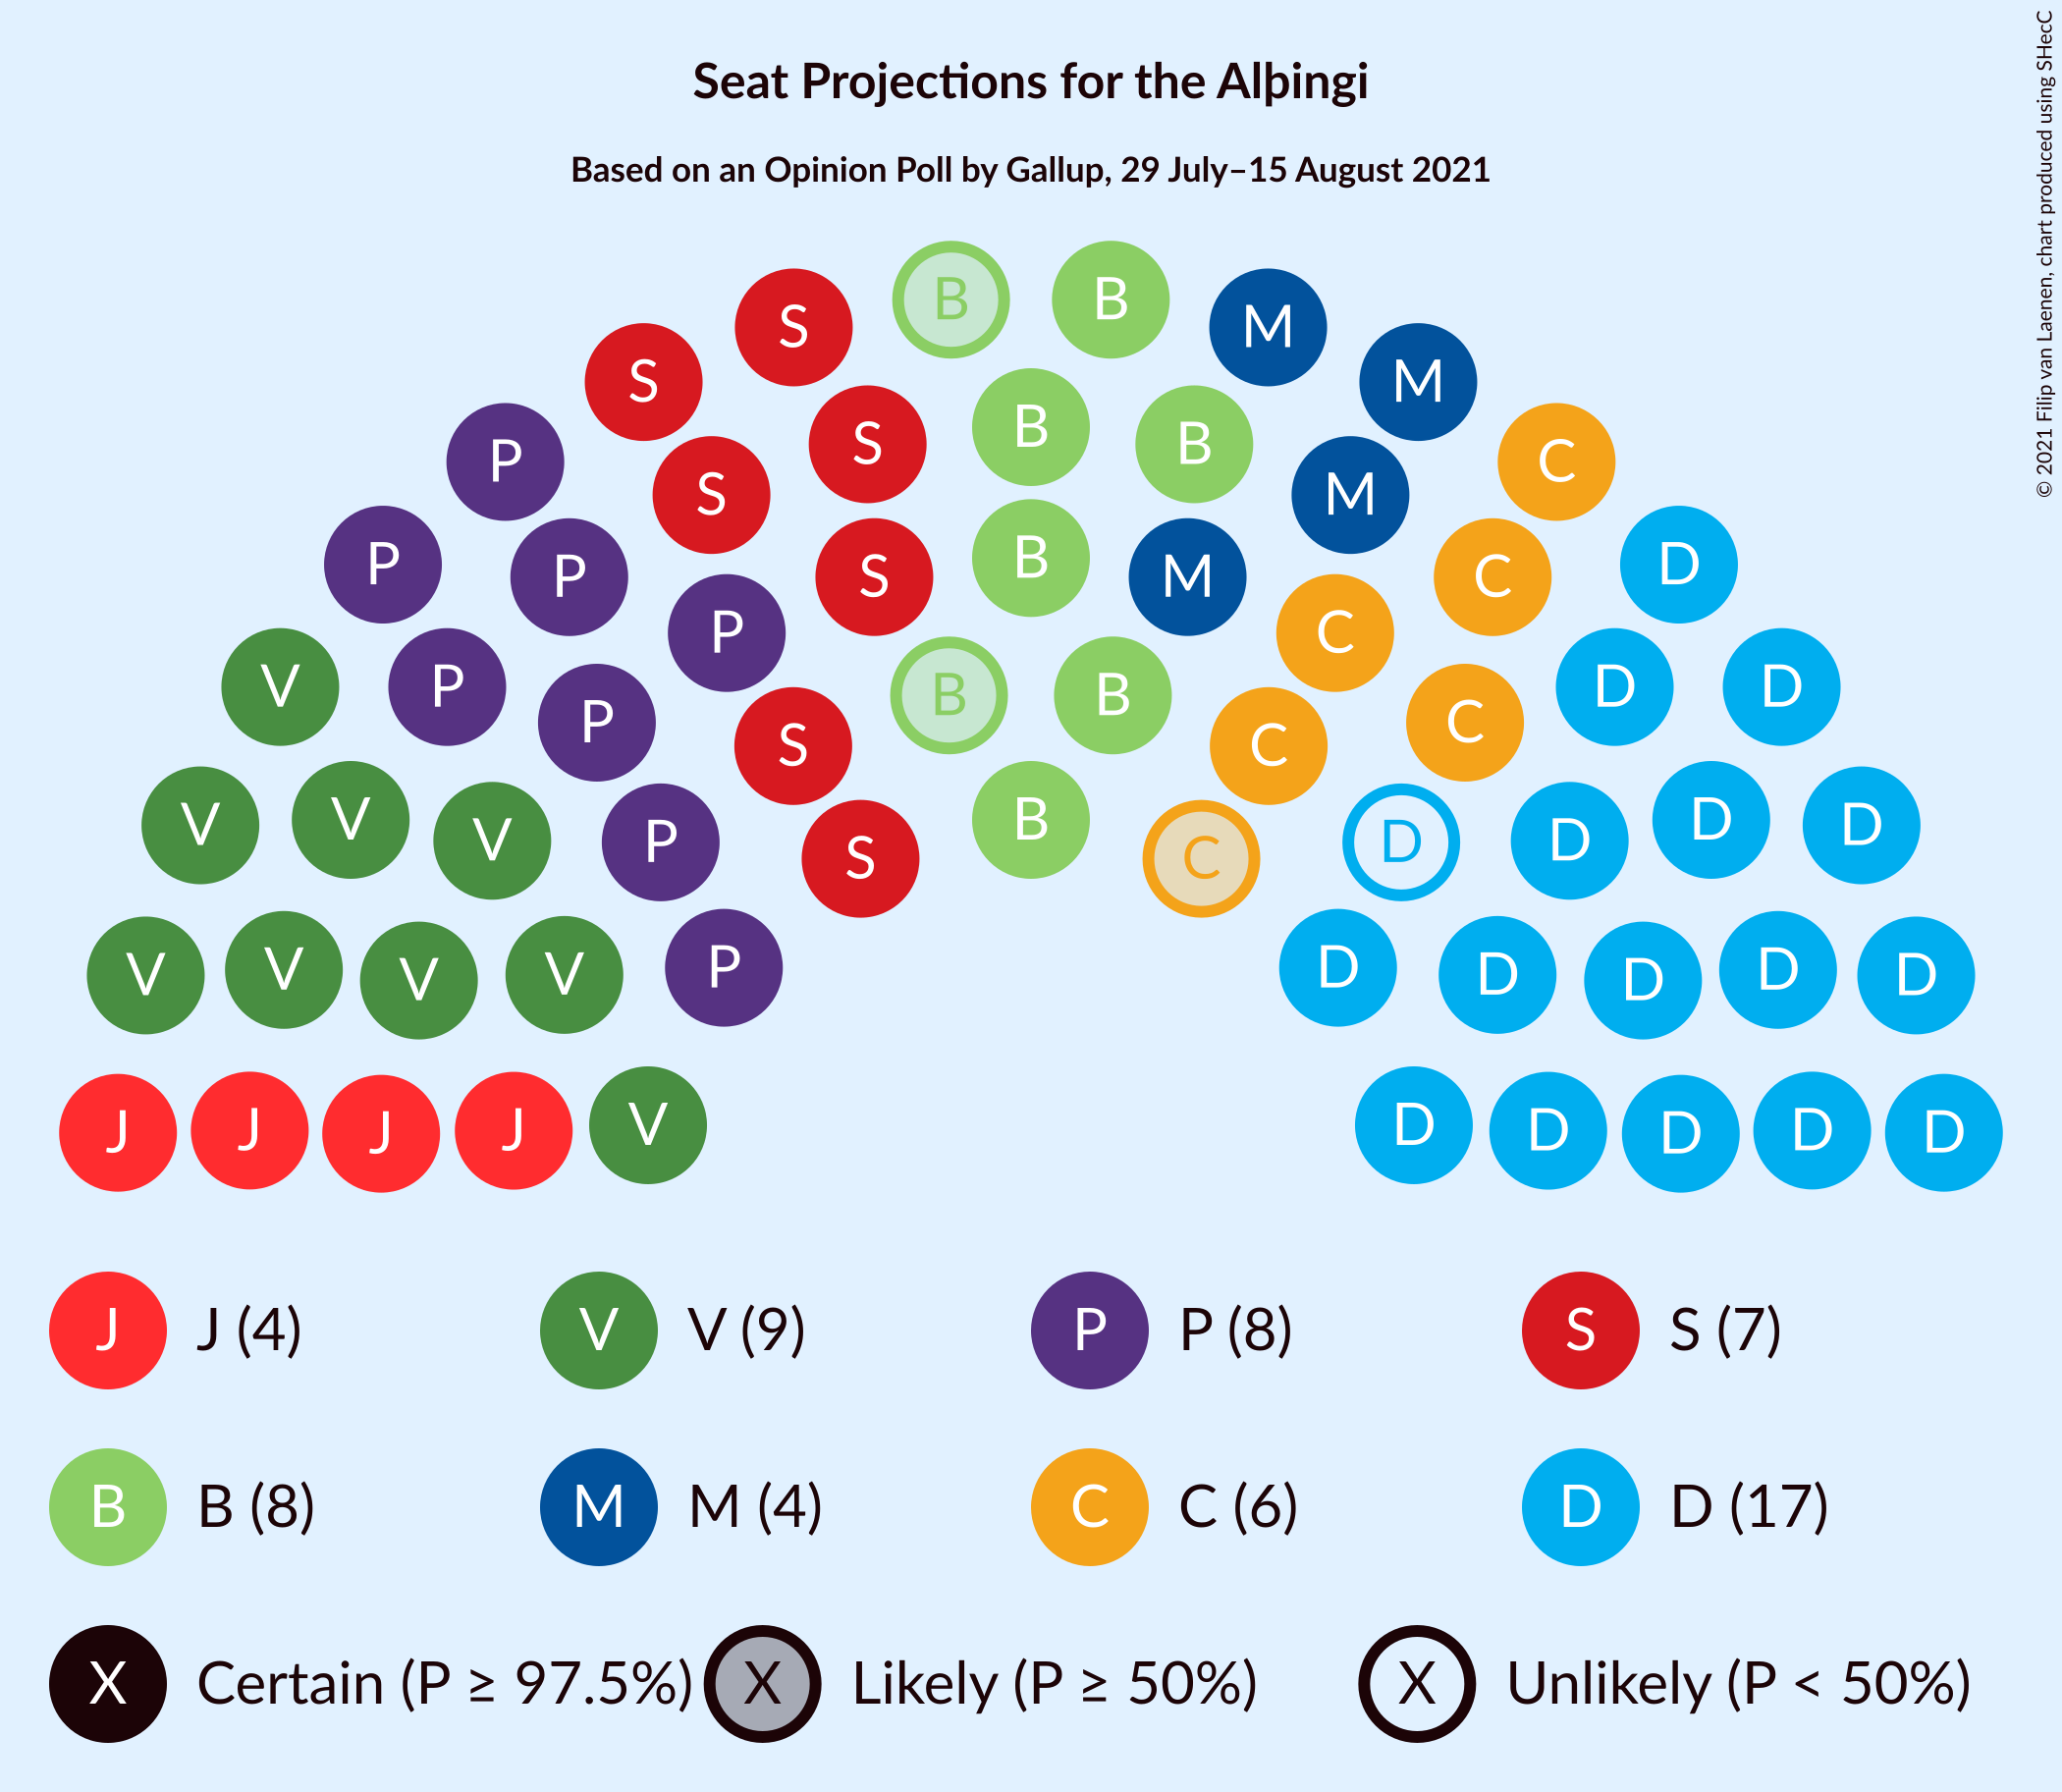 Seat Projections for the Alþingi
Based on an Opinion Poll by Gallup, 29 July–15 August 2021
© 2021 Filip van Laenen, chart produced using SHecC
S S B B M M
P S S B B M C
P P P S B M C C D
V P P S B B C C D D
V V V P S B C D D D D
V V V V P D D D D D
J J J J V D D D D D
J J (4) V V (9) P P (8) S S (7)
B B (8) M M (4) C C (6) D D (17)
X Certain (P ≥ 97.5%) X Likely (P ≥ 50%) X Unlikely (P < 50%)